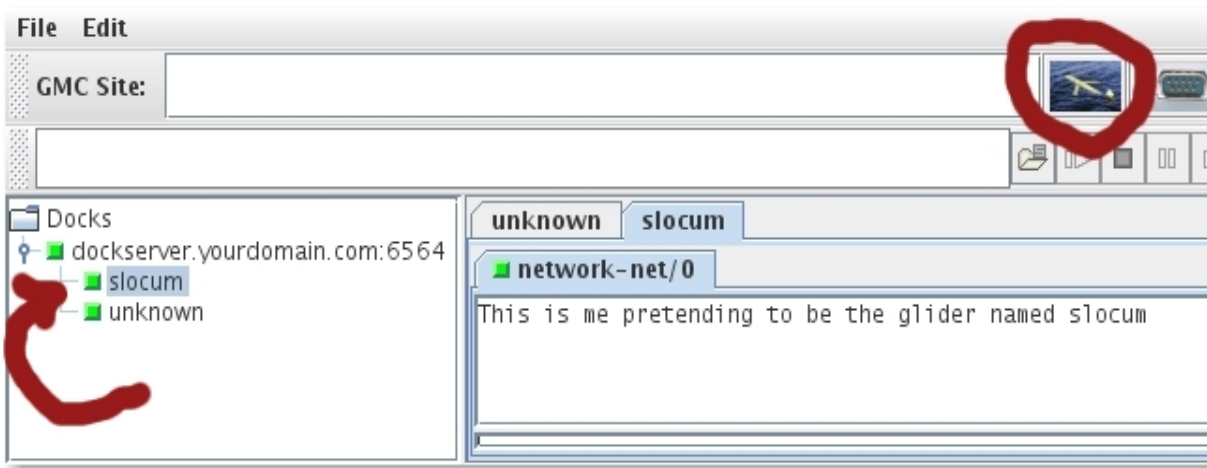 File Edit
GMC Site:
Docks
dockserver.yourdomain.com:6564
slocum
unknown
unknown slocum
network-net/0
This is me pretending to be the glider named slocum